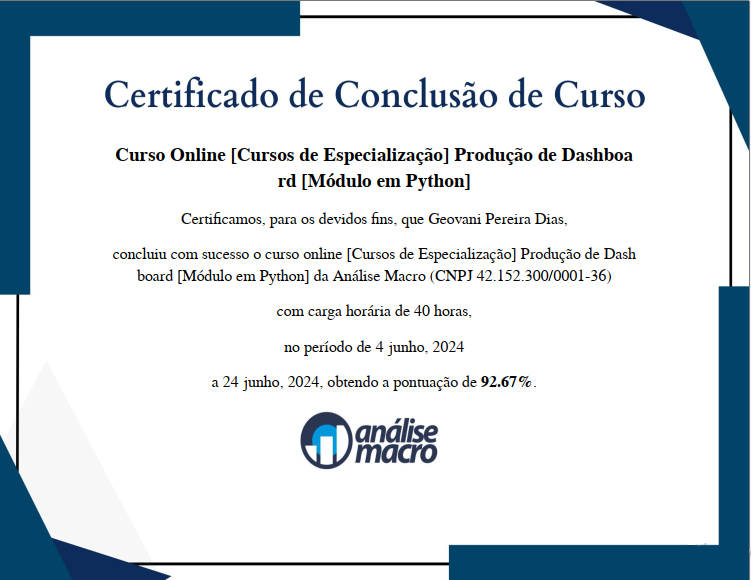 Certificado de Conclusão de Curso
Curso Online [Cursos de Especialização] Produção de Dashboa
rd [Módulo em Python]
Certificamos, para os devidos fins, que Geovani Pereira Dias,
concluiu com sucesso o curso online [Cursos de Especialização] Produção de Dash
board [Módulo em Python] da Análise Macro (CNPJ 42.152.300/0001-36)
com carga horária de 40 horas,
no período de 4 junho, 2024
a 24 junho, 2024, obtendo a pontuação de 92.67%.
análise
macro